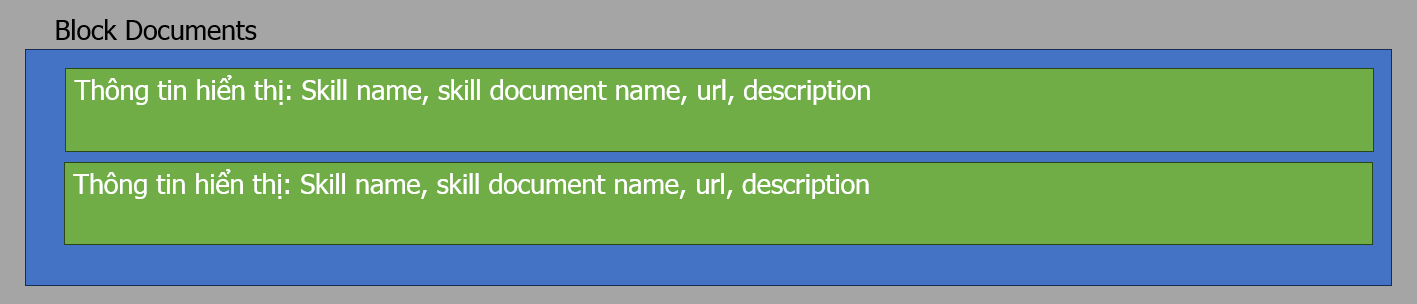 Block Documents
Thông tin hiển thị: Skill name, skill document name, url, description
Thông tin hiển thị: Skill name, skill document name, url, description